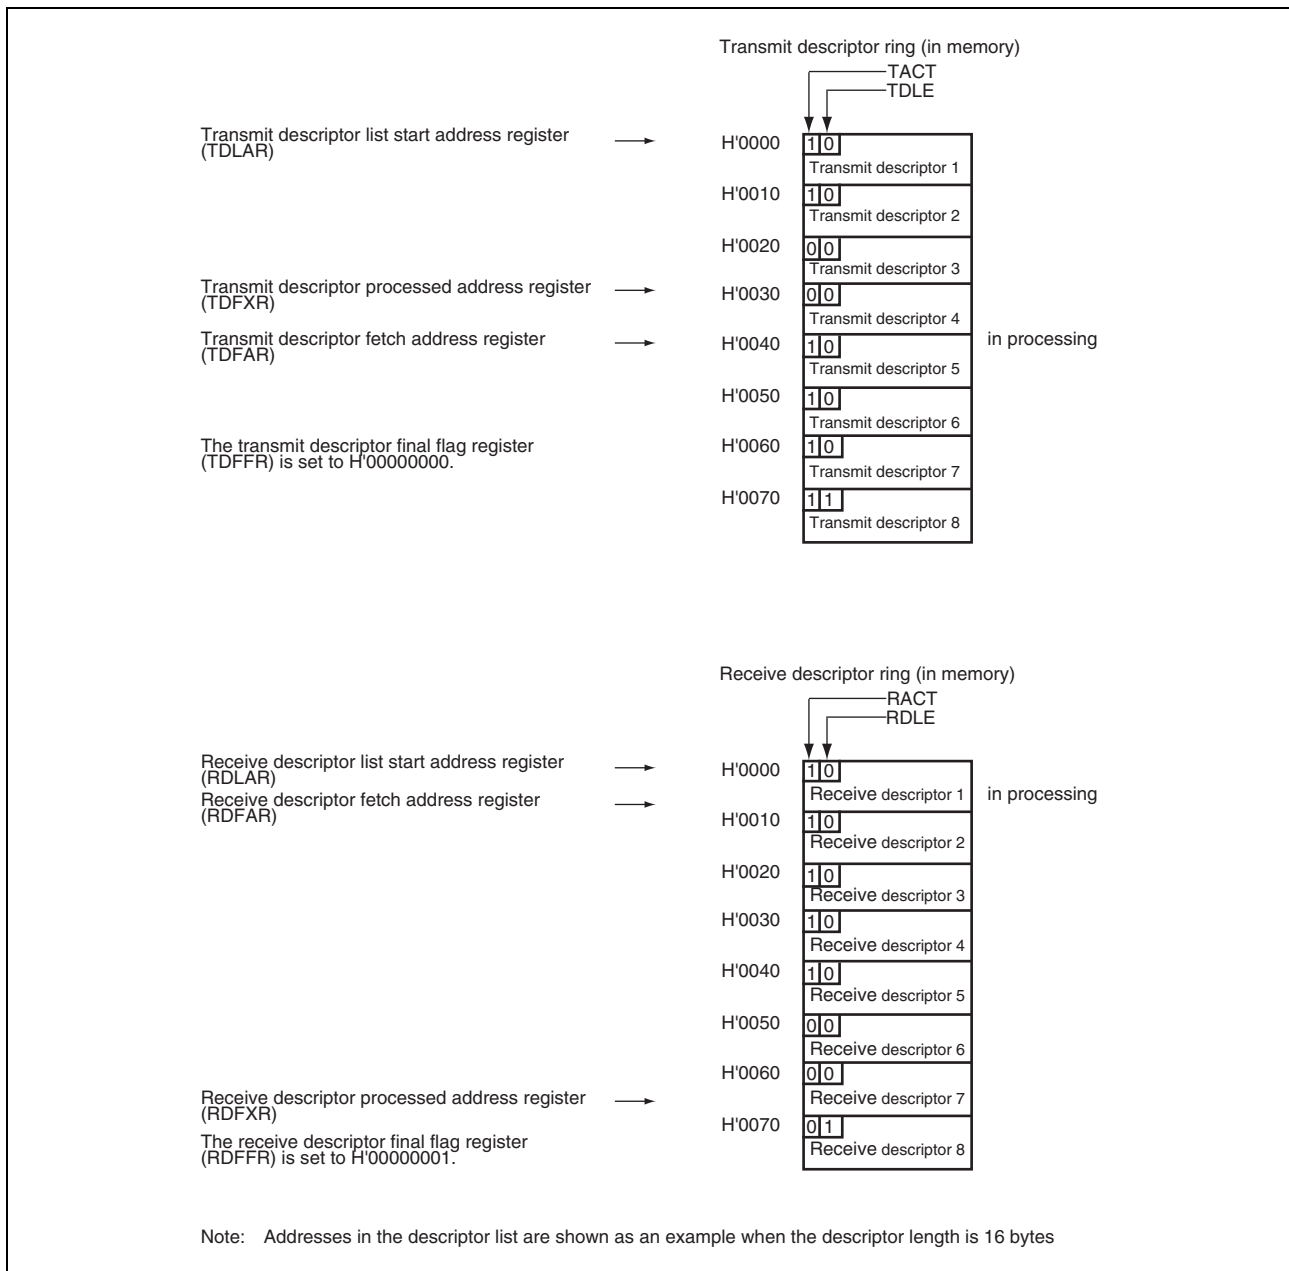 Transmit descriptor ring (in memory)
TACT
TDLE
Transmit descriptor list start address register
(TDLAR)
H'0000
1 0
Transmit descriptor 1
H'0010
1 0
Transmit descriptor 2
H'0020
0 0
Transmit descriptor 3
Transmit descriptor processed address register
(TDFXR)
H'0030
0 0
Transmit descriptor 4
Transmit descriptor fetch address register
(TDFAR)
H'0040
1 0
in processing
Transmit descriptor 5
H'0050
1 0
Transmit descriptor 6
The transmit descriptor final flag register
(TDFFR) is set to H'00000000.
H'0060
1 0
Transmit descriptor 7
H'0070
1 1
Transmit descriptor 8
Receive descriptor ring (in memory)
RACT
RDLE
Receive descriptor list start address register
(RDLAR)
H'0000
1 0
Receive descriptor 1
in processing
Receive descriptor fetch address register
(RDFAR)
H'0010
1 0
Receive descriptor 2
H'0020
1 0
Receive descriptor 3
H'0030
1 0
Receive descriptor 4
H'0040
1 0
Receive descriptor 5
H'0050
0 0
Receive descriptor 6
H'0060
0 0
Receive descriptor 7
Receive descriptor processed address register
(RDFXR)
H'0070
0 1
Receive descriptor 8
The receive descriptor final flag register
(RDFFR) is set to H'00000001.
Note: Addresses in the descriptor list are shown as an example when the descriptor length is 16 bytes